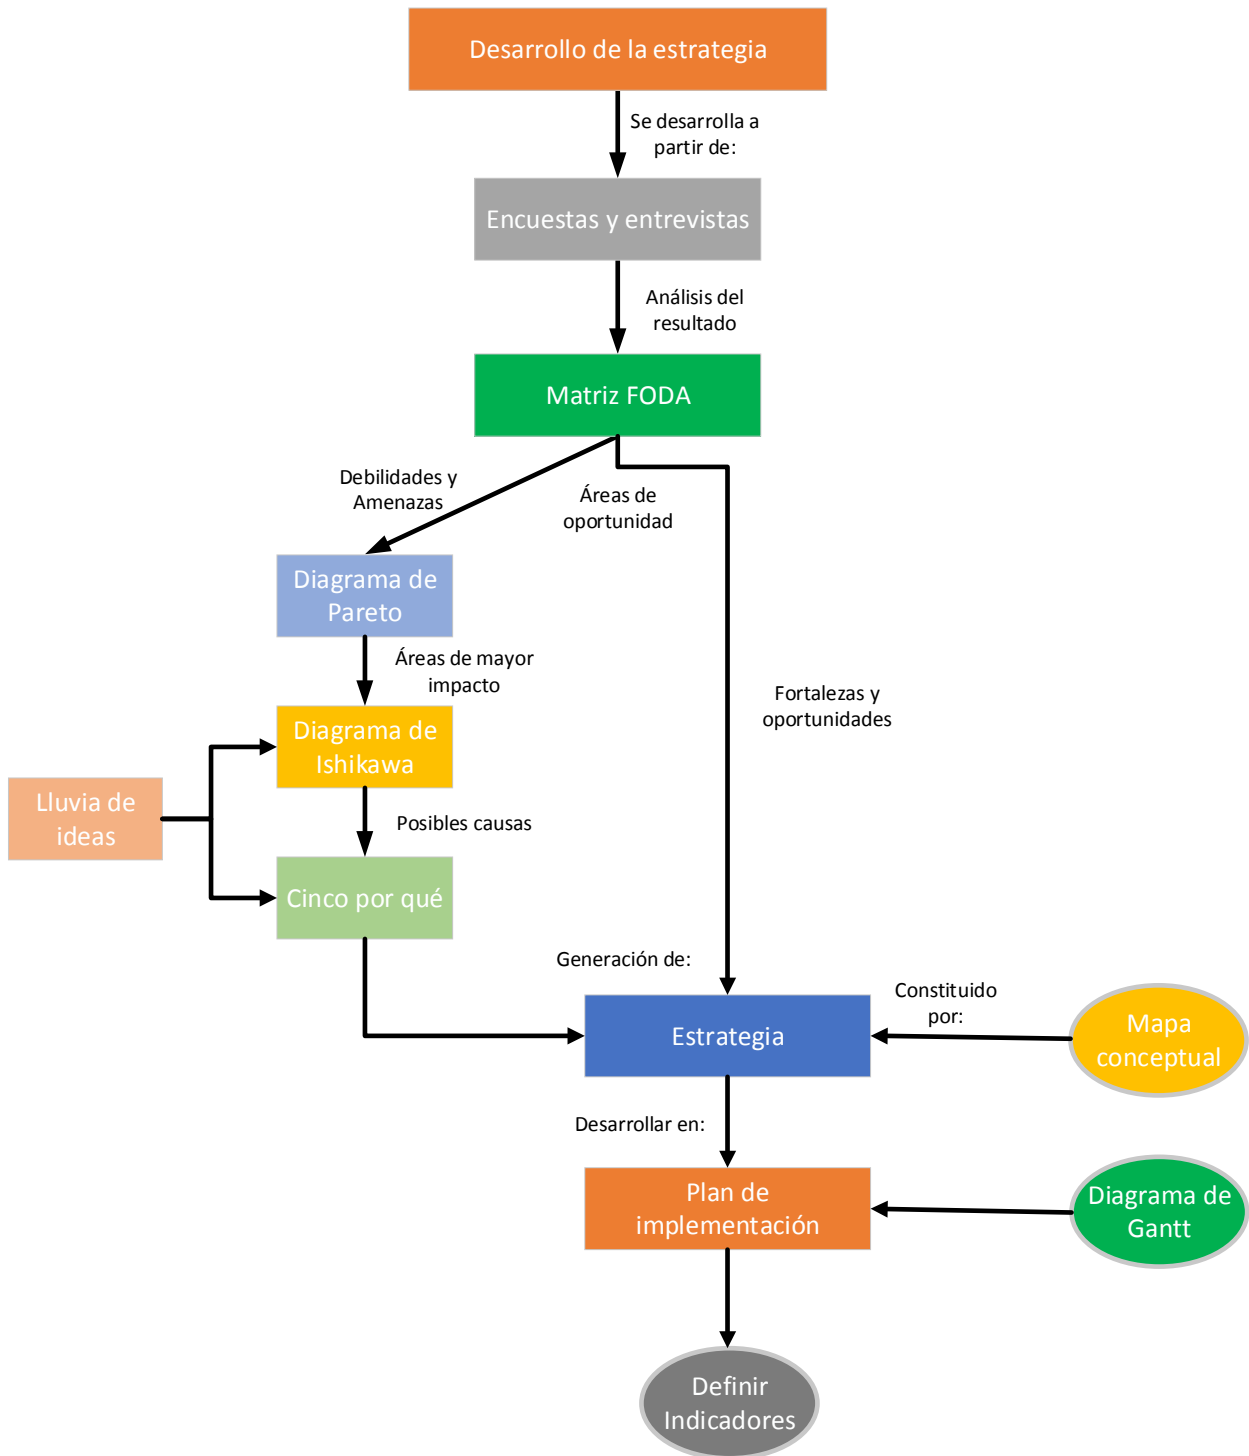 Desarrollo de la estrategia
Se desarrolla a
partir de:
Encuestas y entrevistas
Análisis del
resultado
Matriz FODA
Debilidades y
Amenazas
Áreas de
oportunidad
Diagrama de
Pareto
Áreas de mayor
impacto
Fortalezas y
oportunidades
Diagrama de
Ishikawa
Lluvia de
ideas
Posibles causas
Cinco por qué
Generación de:
Constituido
por:
Estrategia
Mapa
conceptual
Desarrollar en:
Plan de
implementación
Diagrama de
Gantt
Definir
Indicadores